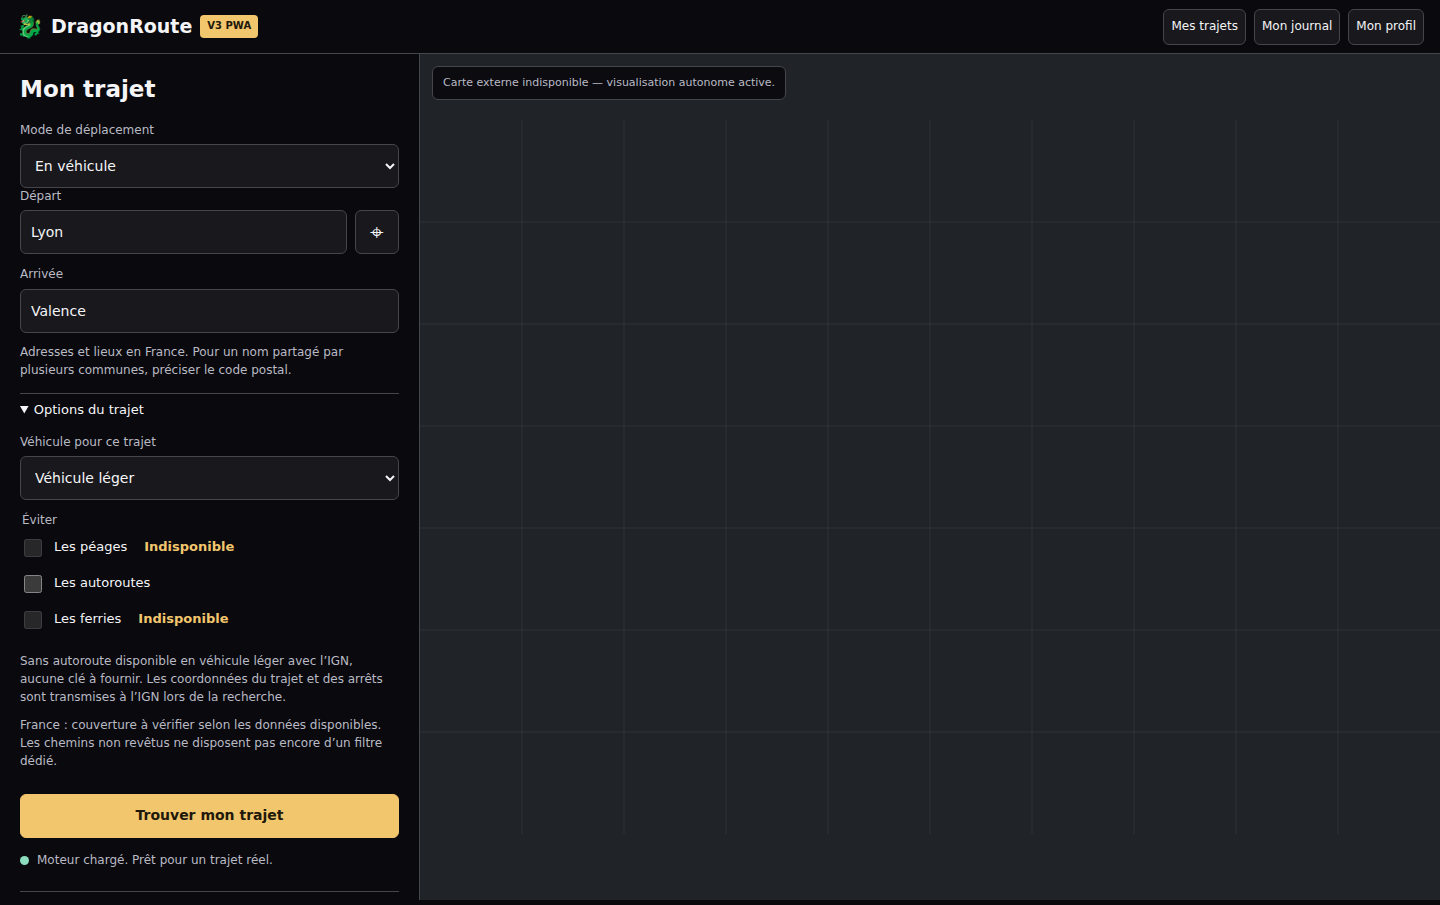 DragonRoute V3 PWA
Mes trajets Mon journal Mon profil
Mon trajet
Mode de déplacement
En véhicule
Départ
Lyon
Arrivée
Valence
Adresses et lieux en France. Pour un nom partagé par
plusieurs communes, préciser le code postal.
Options du trajet
Véhicule pour ce trajet
Véhicule léger
Éviter
Les péages Indisponible
Les autoroutes
Les ferries Indisponible
Sans autoroute disponible en véhicule léger avec l’IGN,
aucune clé à fournir. Les coordonnées du trajet et des arrêts
sont transmises à l’IGN lors de la recherche.
France : couverture à vérifier selon les données disponibles.
Les chemins non revêtus ne disposent pas encore d’un filtre
dédié.
Trouver mon trajet
Moteur chargé. Prêt pour un trajet réel.
Carte externe indisponible — visualisation autonome active.